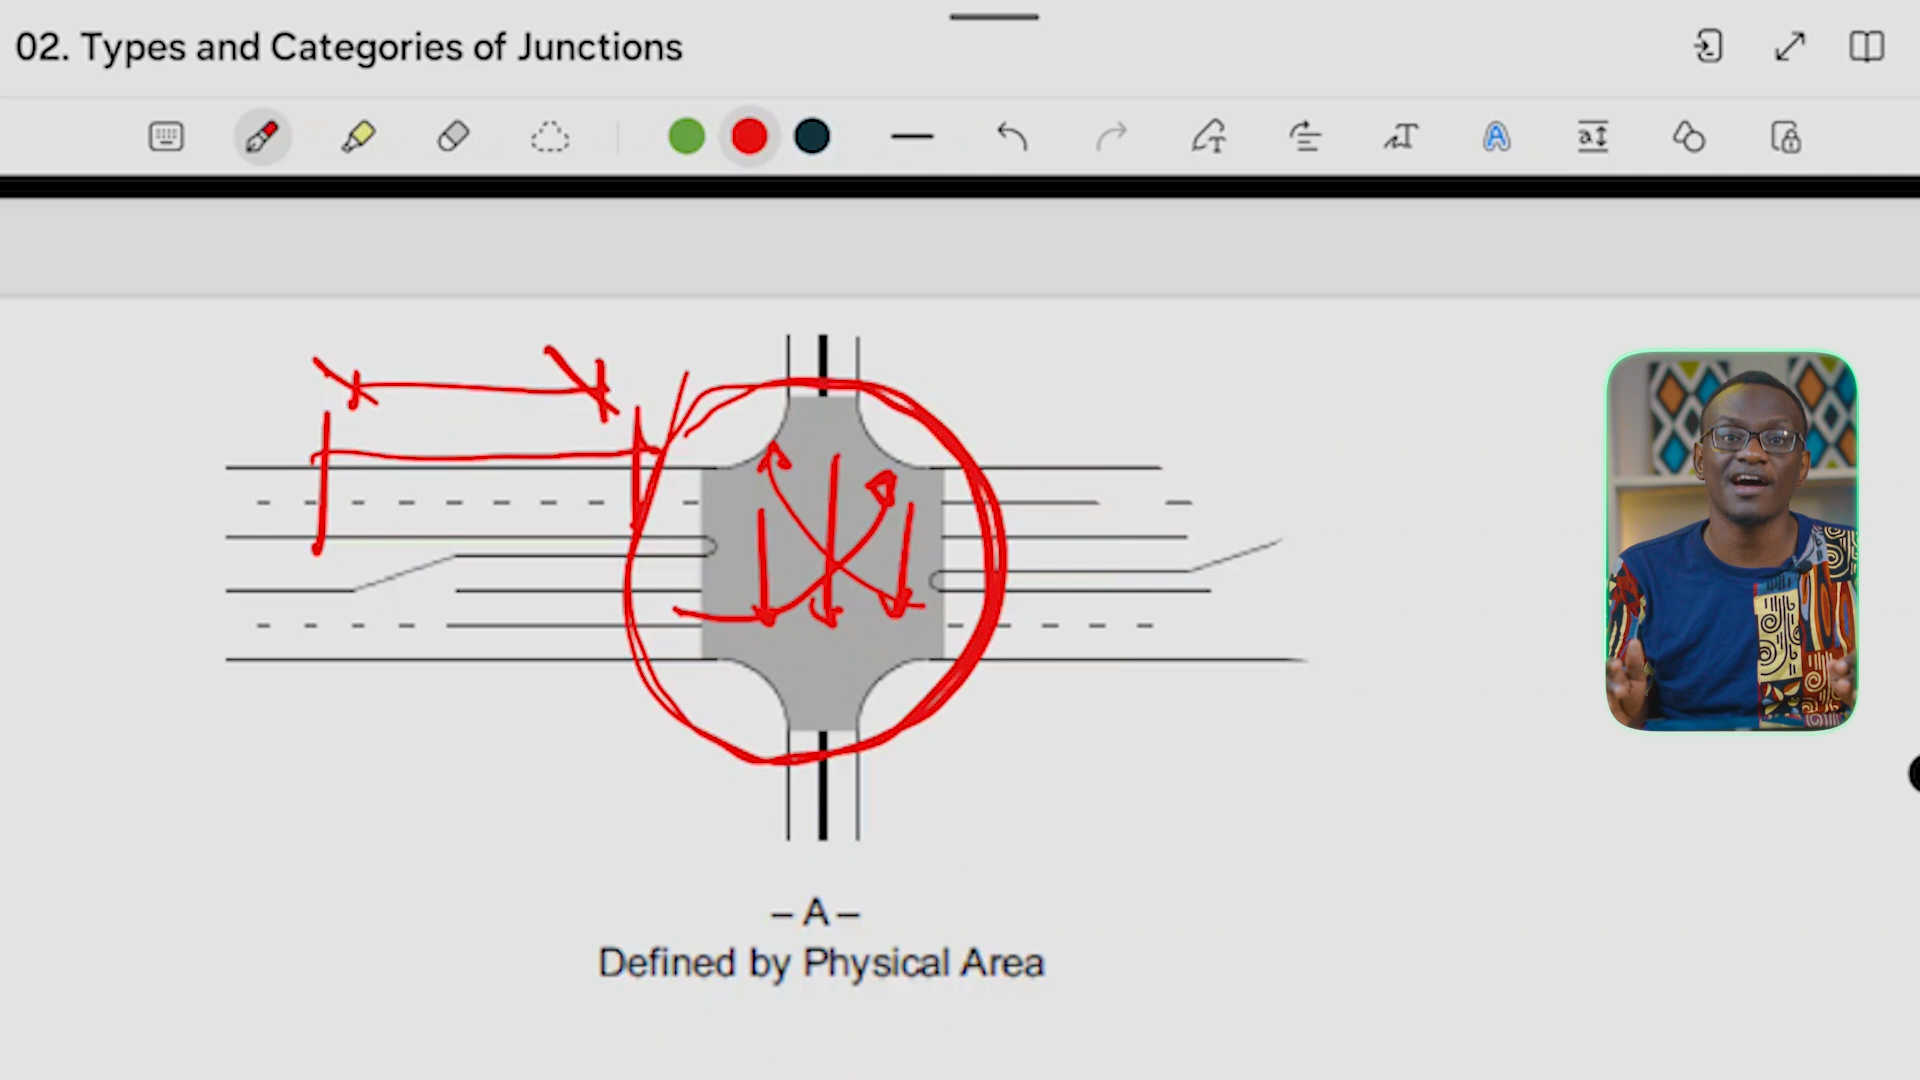 02. Types and Categories of Junctions
– A –
Defined by Physical Area